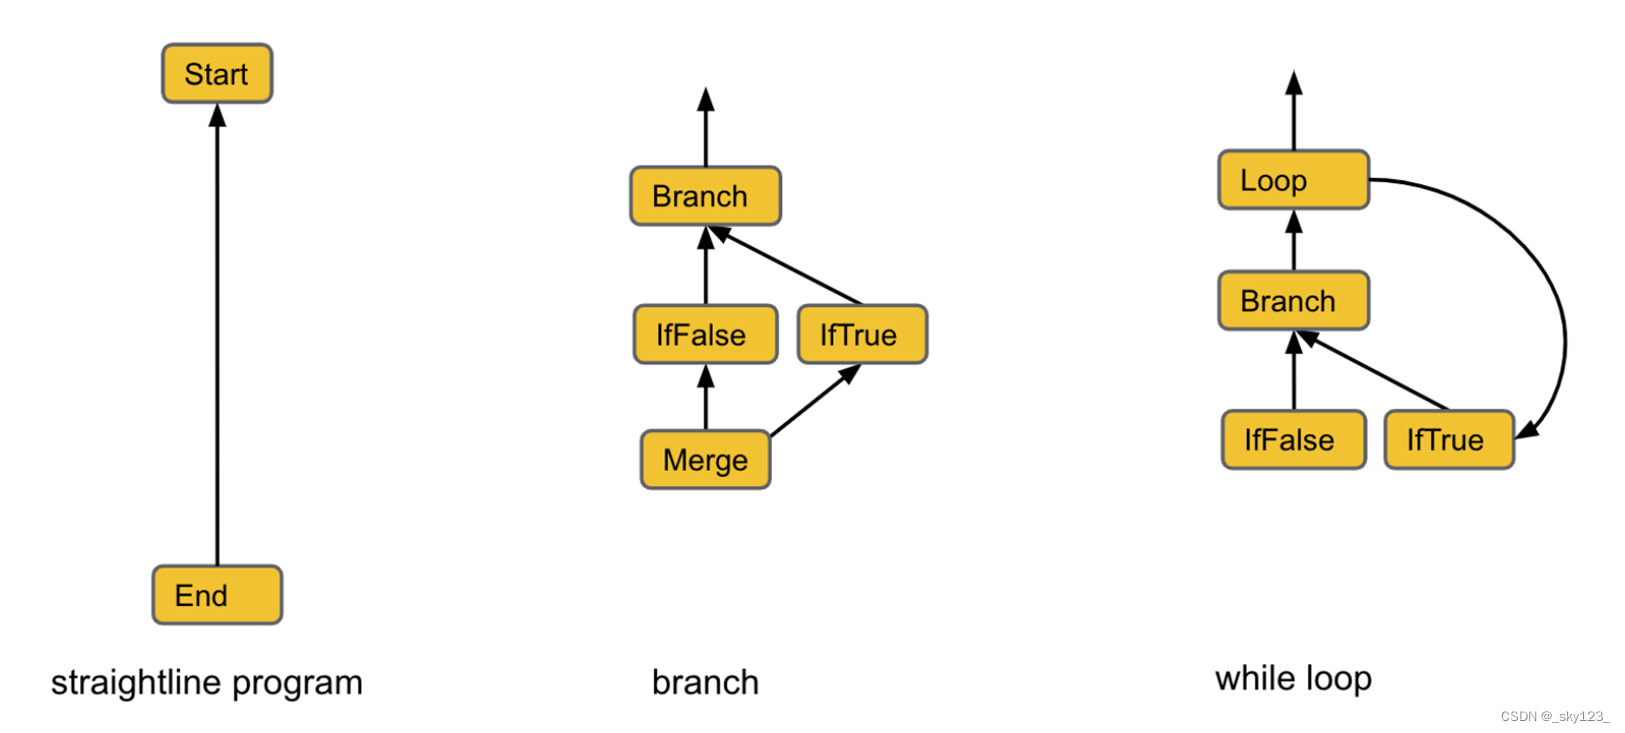 Start
End
straightline program
Branch
IfFalse
IfTrue
Merge
branch
Loop
Branch
IfFalse
IfTrue
while loop
CSDN @_sky123_